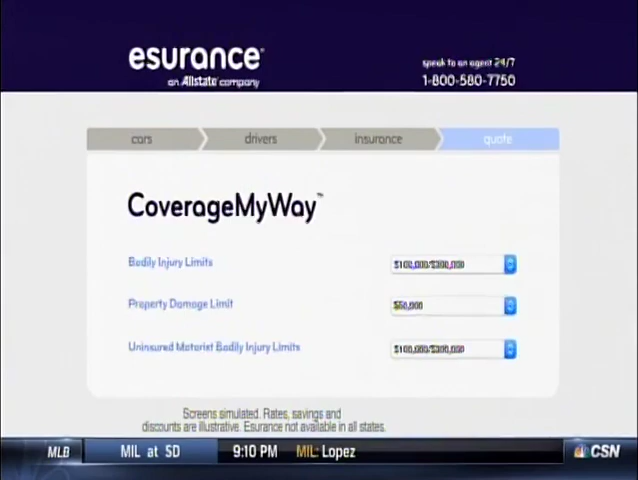 esurance
an Allstate company
speak to an agent 24/7
1-800-580-7750
cars
drivers
insurance
quote
CoverageMyWay™
Bodily Injury Limits
$100,000/$300,000
Property Damage Limit
$50,000
Uninsured Motorist Bodily Injury Limits
$100,000/$300,000
Screens simulated. Rates, savings and
discounts are illustrative. Esurance not available in all states.
MLB
MIL at SD
9:10 PM
MIL: Lopez
CSN